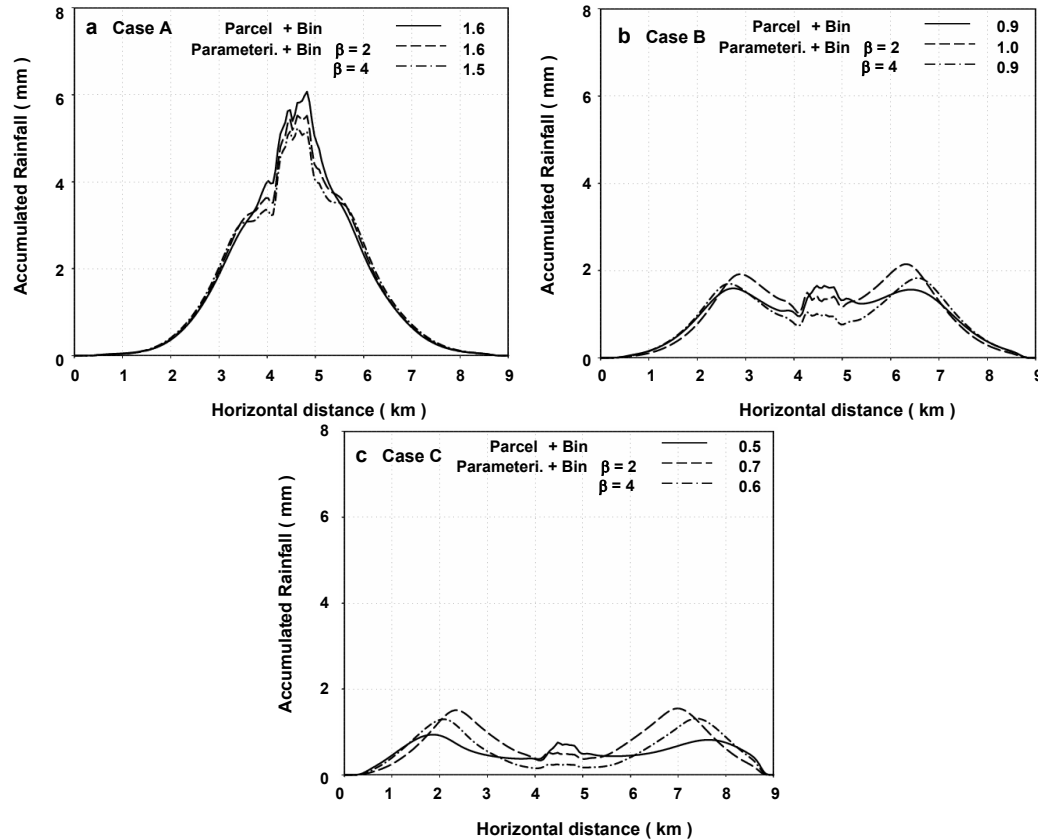 a Case A
Parcel + Bin 1.6
Parameteri. + Bin β = 2 1.6
β = 4 1.5
8
6
4
2
0
Accumulated Rainfall ( mm )
0 1 2 3 4 5 6 7 8 9
Horizontal distance ( km )
b Case B
Parcel + Bin 0.9
Parameteri. + Bin β = 2 1.0
β = 4 0.9
8
6
4
2
0
Accumulated Rainfall ( mm )
0 1 2 3 4 5 6 7 8 9
Horizontal distance ( km )
c Case C
Parcel + Bin 0.5
Parameteri. + Bin β = 2 0.7
β = 4 0.6
8
6
4
2
0
Accumulated Rainfall ( mm )
0 1 2 3 4 5 6 7 8 9
Horizontal distance ( km )